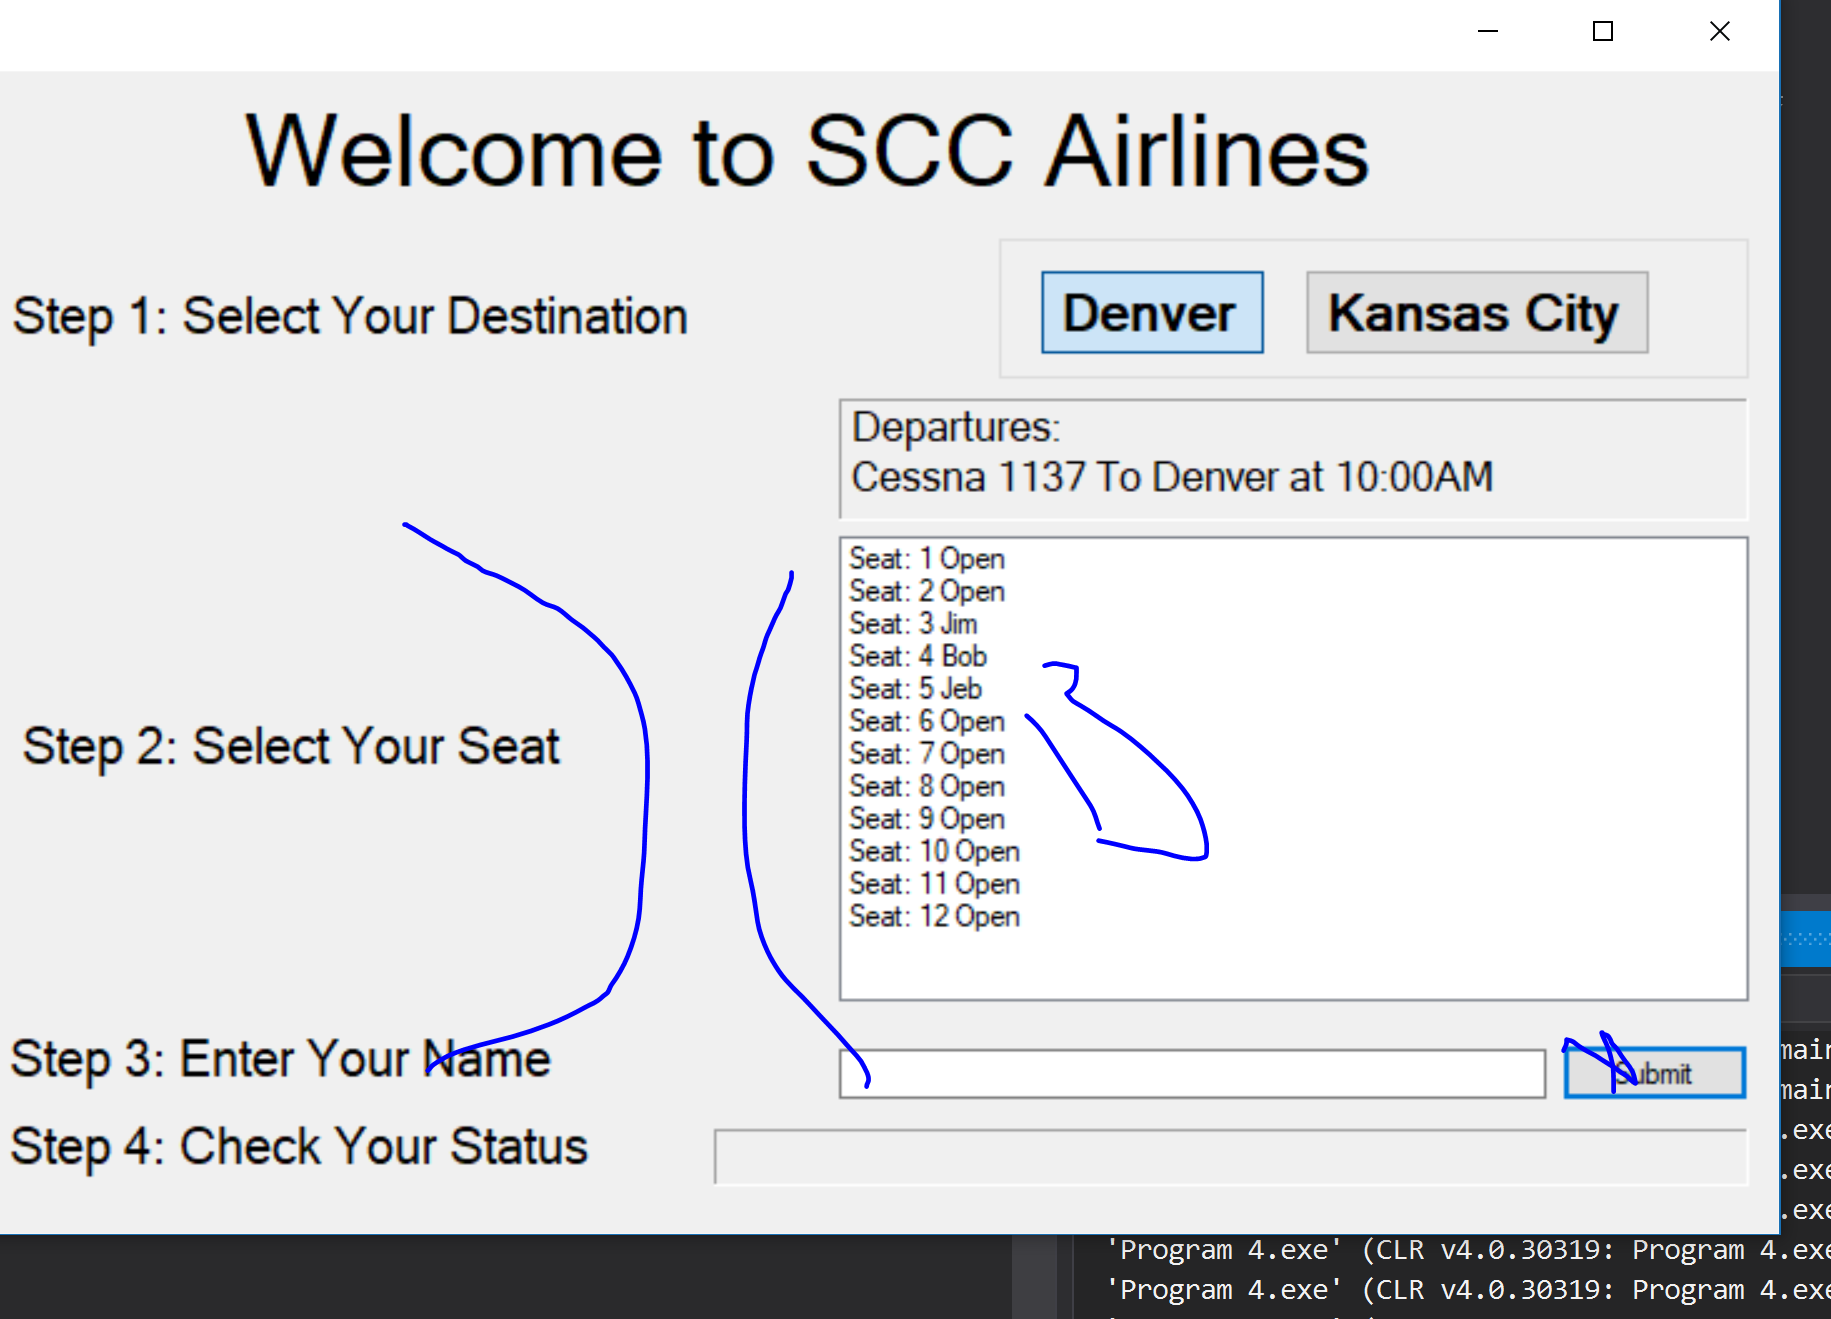 Welcome to SCC Airlines
Step 1: Select Your Destination
Denver
Kansas City
Departures:
Cessna 1137 To Denver at 10:00AM
Step 2: Select Your Seat
Seat: 1 Open
Seat: 2 Open
Seat: 3 Jim
Seat: 4 Bob
Seat: 5 Jeb
Seat: 6 Open
Seat: 7 Open
Seat: 8 Open
Seat: 9 Open
Seat: 10 Open
Seat: 11 Open
Seat: 12 Open
Step 3: Enter Your Name
Submit
Step 4: Check Your Status
main
main
.exe
.exe
.exe
'Program 4.exe' (CLR v4.0.30319: Program 4.exe
'Program 4.exe' (CLR v4.0.30319: Program 4.exe